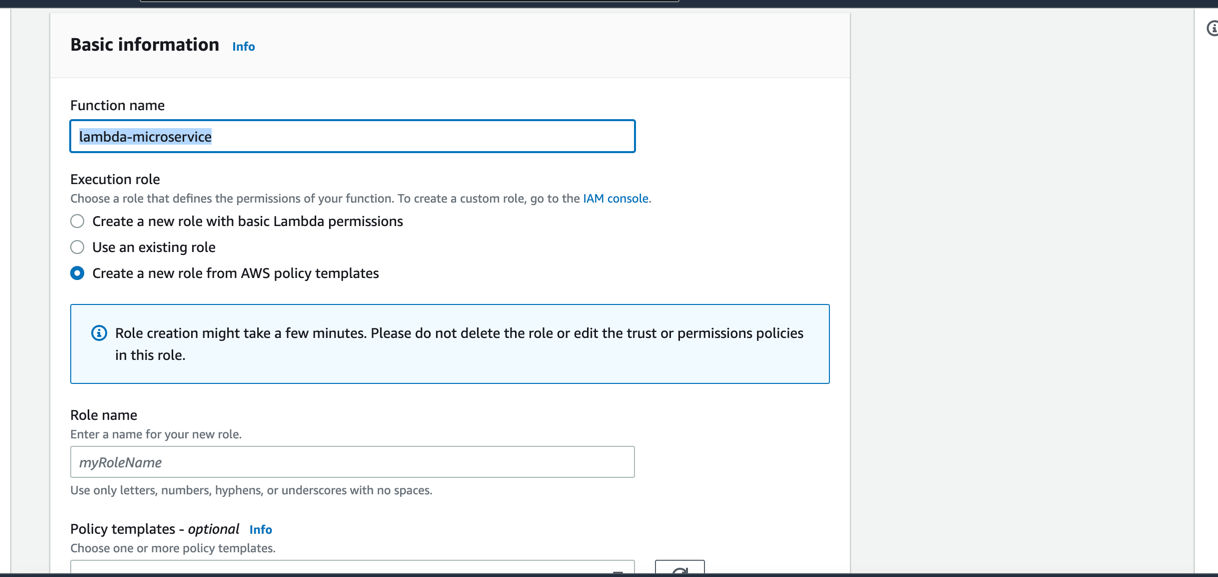 Basic information Info
Function name
lambda-microservice
Execution role
Choose a role that defines the permissions of your function. To create a custom role, go to the IAM console.
Create a new role with basic Lambda permissions
Use an existing role
Create a new role from AWS policy templates
Role creation might take a few minutes. Please do not delete the role or edit the trust or permissions policies
in this role.
Role name
Enter a name for your new role.
myRoleName
Use only letters, numbers, hyphens, or underscores with no spaces.
Policy templates - optional Info
Choose one or more policy templates.